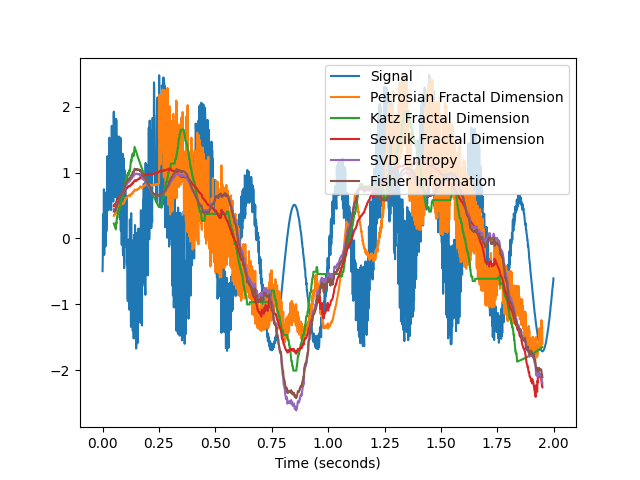 Signal
Petrosian Fractal Dimension
Katz Fractal Dimension
Sevcik Fractal Dimension
SVD Entropy
Fisher Information
2
1
0
−1
−2
0.00 0.25 0.50 0.75 1.00 1.25 1.50 1.75 2.00
Time (seconds)